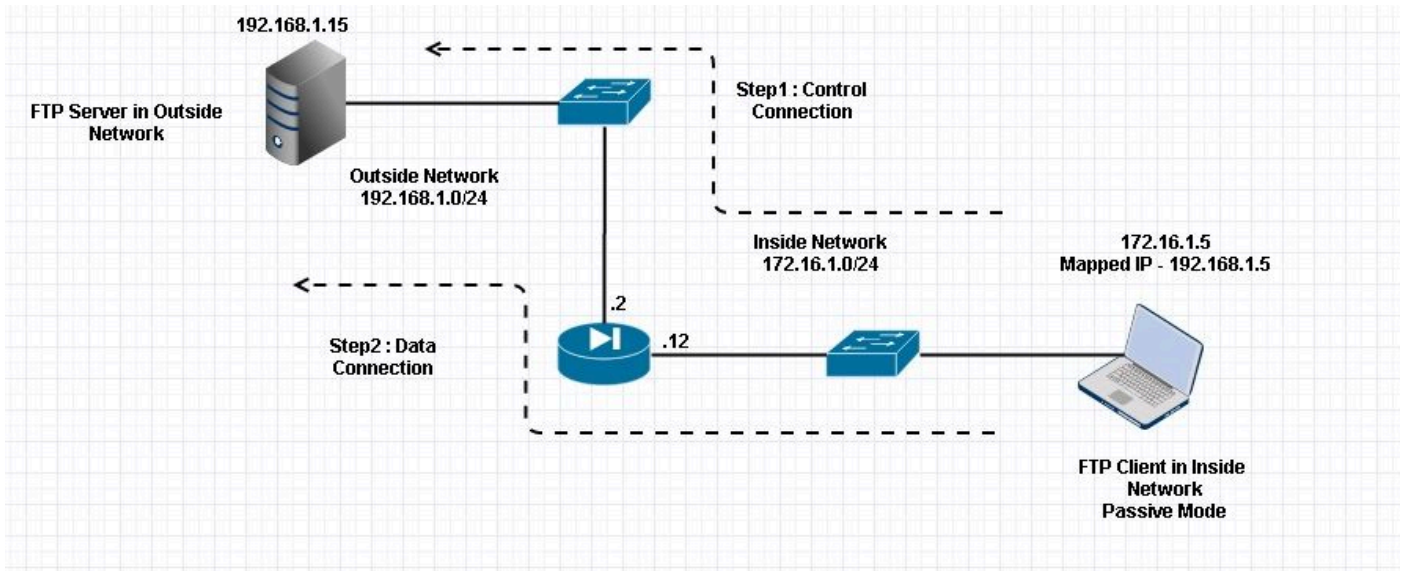 192.168.1.15
FTP Server in Outside
Network
Outside Network
192.168.1.0/24
Step1 : Control
Connection
Inside Network
172.16.1.0/24
172.16.1.5
Mapped IP - 192.168.1.5
.2
.12
Step2 : Data
Connection
FTP Client in Inside
Network
Passive Mode